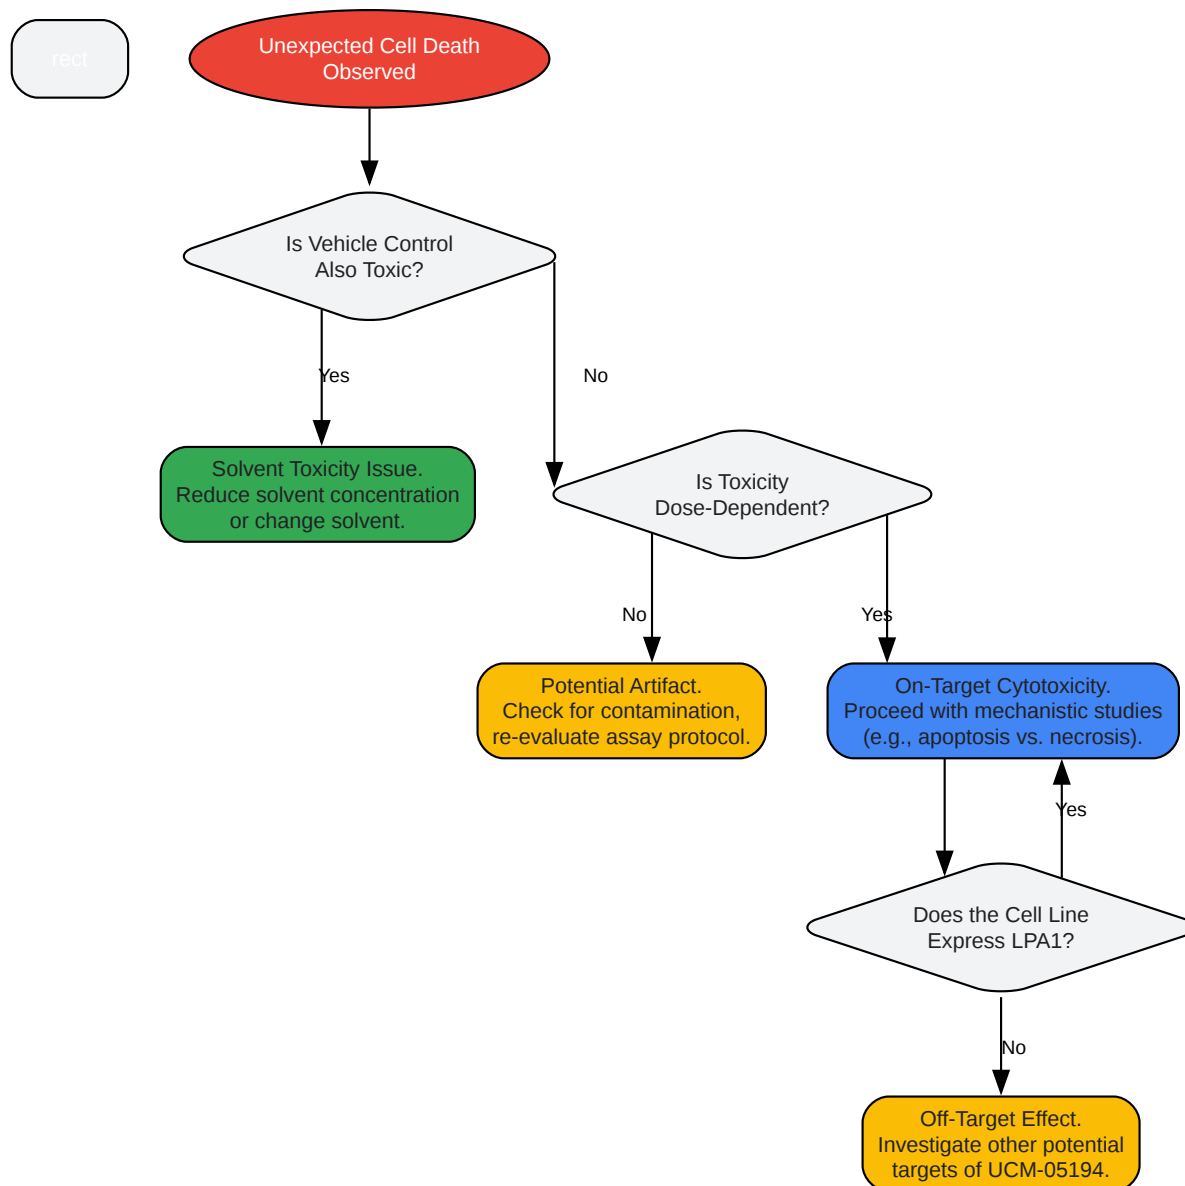 rect
Unexpected Cell Death
Observed
Is Vehicle Control
Also Toxic?
Yes
No
Solvent Toxicity Issue.
Reduce solvent concentration
or change solvent.
Is Toxicity
Dose-Dependent?
No
Yes
Potential Artifact.
Check for contamination,
re-evaluate assay protocol.
On-Target Cytotoxicity.
Proceed with mechanistic studies
(e.g., apoptosis vs. necrosis).
Yes
Does the Cell Line
Express LPA1?
No
Off-Target Effect.
Investigate other potential
targets of UCM-05194.